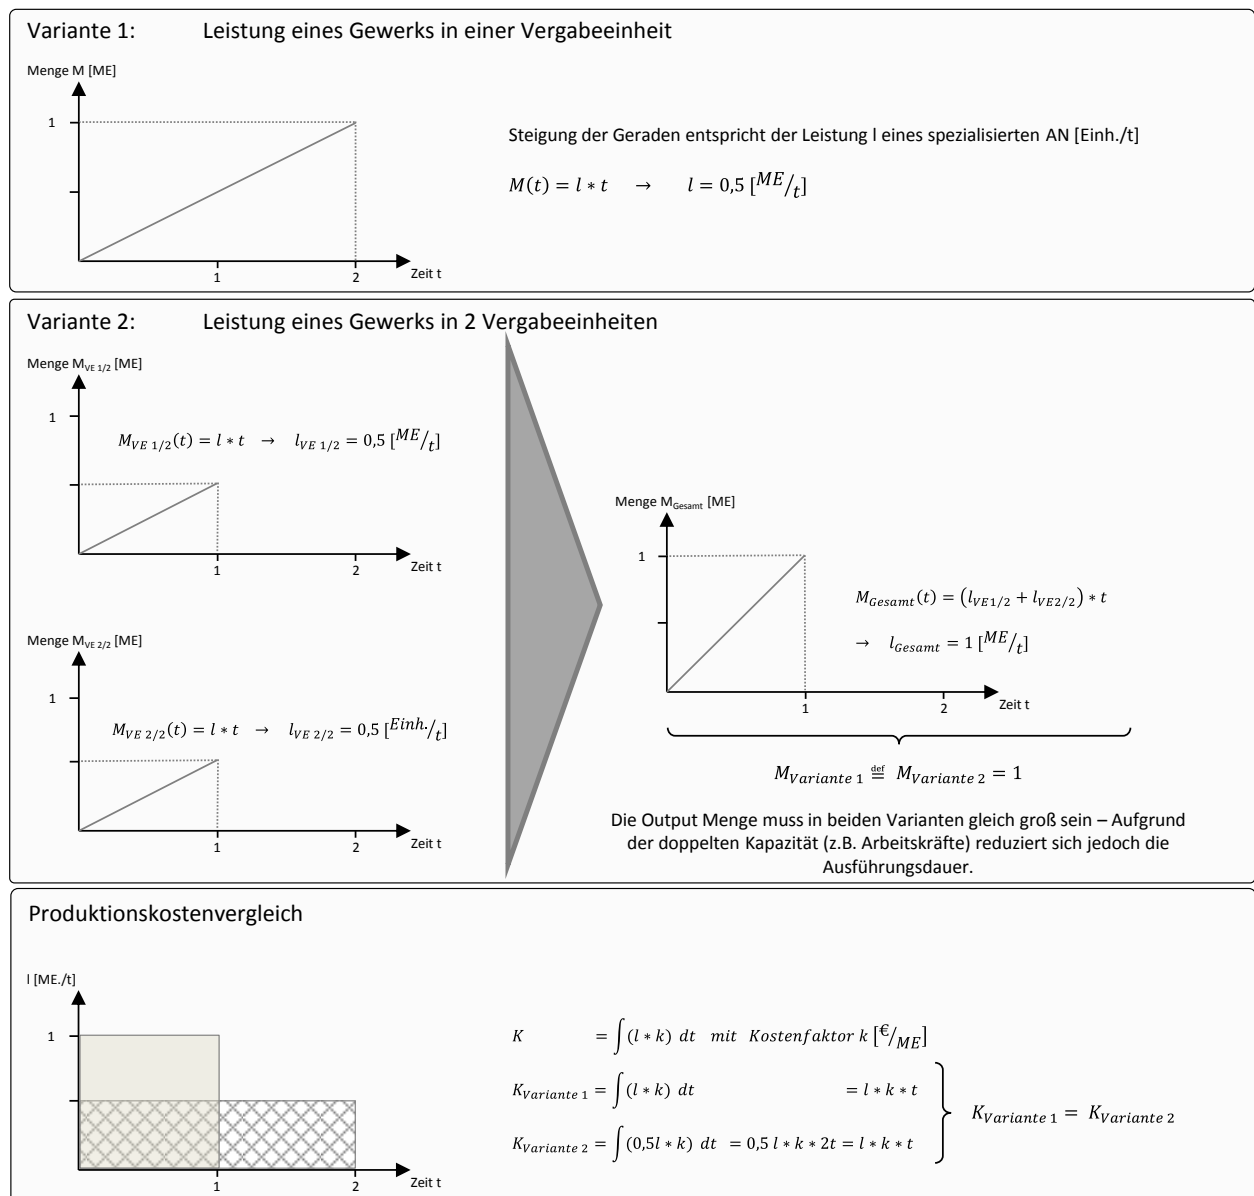 Variante 1: Leistung eines Gewerks in einer Vergabeeinheit
Menge M [ME]
1
1
2
Zeit t
Steigung der Geraden entspricht der Leistung l eines spezialisierten AN [Einh./t]
M(t) = l * t → l = 0,5 [ME/t]
Variante 2: Leistung eines Gewerks in 2 Vergabeeinheiten
Menge M_VE 1/2 [ME]
1
M_VE 1/2(t) = l * t → l_VE 1/2 = 0,5 [ME/t]
1
2
Zeit t
Menge M_VE 2/2 [ME]
1
M_VE 2/2(t) = l * t → l_VE 2/2 = 0,5 [Einh./t]
1
2
Zeit t
Menge M_Gesamt [ME]
1
M_Gesamt(t) = (l_VE1/2 + l_VE2/2) * t
→ l_Gesamt = 1 [ME/t]
1
2
Zeit t
M_Variante 1 ≝ M_Variante 2 = 1
Die Output Menge muss in beiden Varianten gleich groß sein – Aufgrund
der doppelten Kapazität (z.B. Arbeitskräfte) reduziert sich jedoch die
Ausführungsdauer.
Produktionskostenvergleich
l [ME./t]
1
1
2
Zeit t
K = ∫(l * k) dt mit Kostenfaktor k [€/ME]
K_Variante 1 = ∫(l * k) dt = l * k * t
K_Variante 2 = ∫(0,5l * k) dt = 0,5 l * k * 2t = l * k * t
K_Variante 1 = K_Variante 2